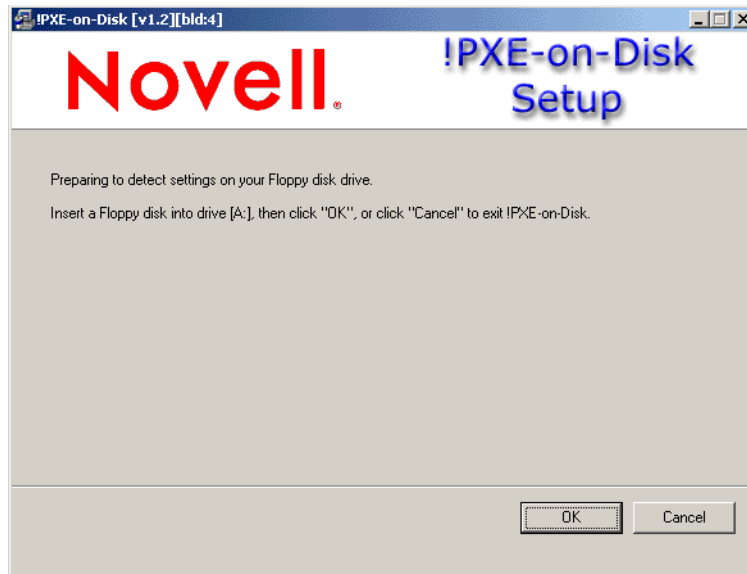 !PXE-on-Disk [v1.2][bld:4]
Novell®
!PXE-on-Disk
Setup
Preparing to detect settings on your Floppy disk drive.
Insert a Floppy disk into drive [A:], then click "OK", or click "Cancel" to exit !PXE-on-Disk.
OK
Cancel